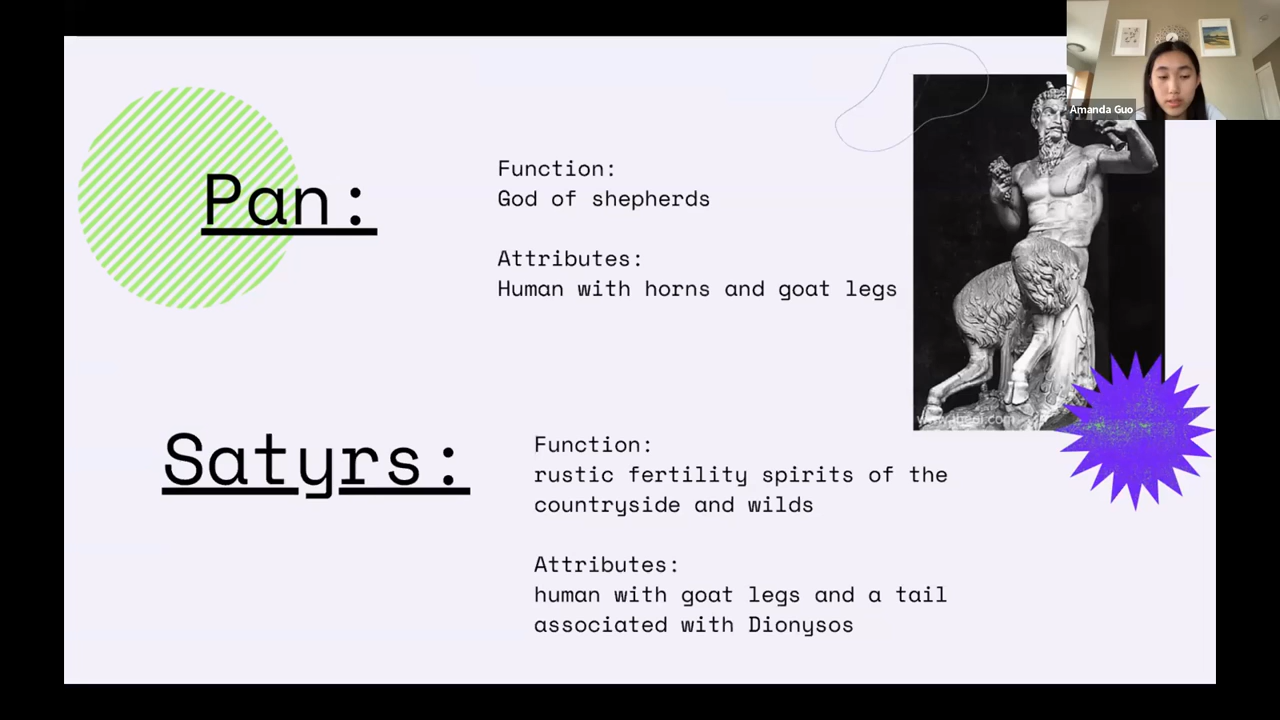 Amanda Guo
Pan:
Function:
God of shepherds
Attributes:
Human with horns and goat legs
Satyrs:
Function:
rustic fertility spirits of the
countryside and wilds
Attributes:
human with goat legs and a tail
associated with Dionysos